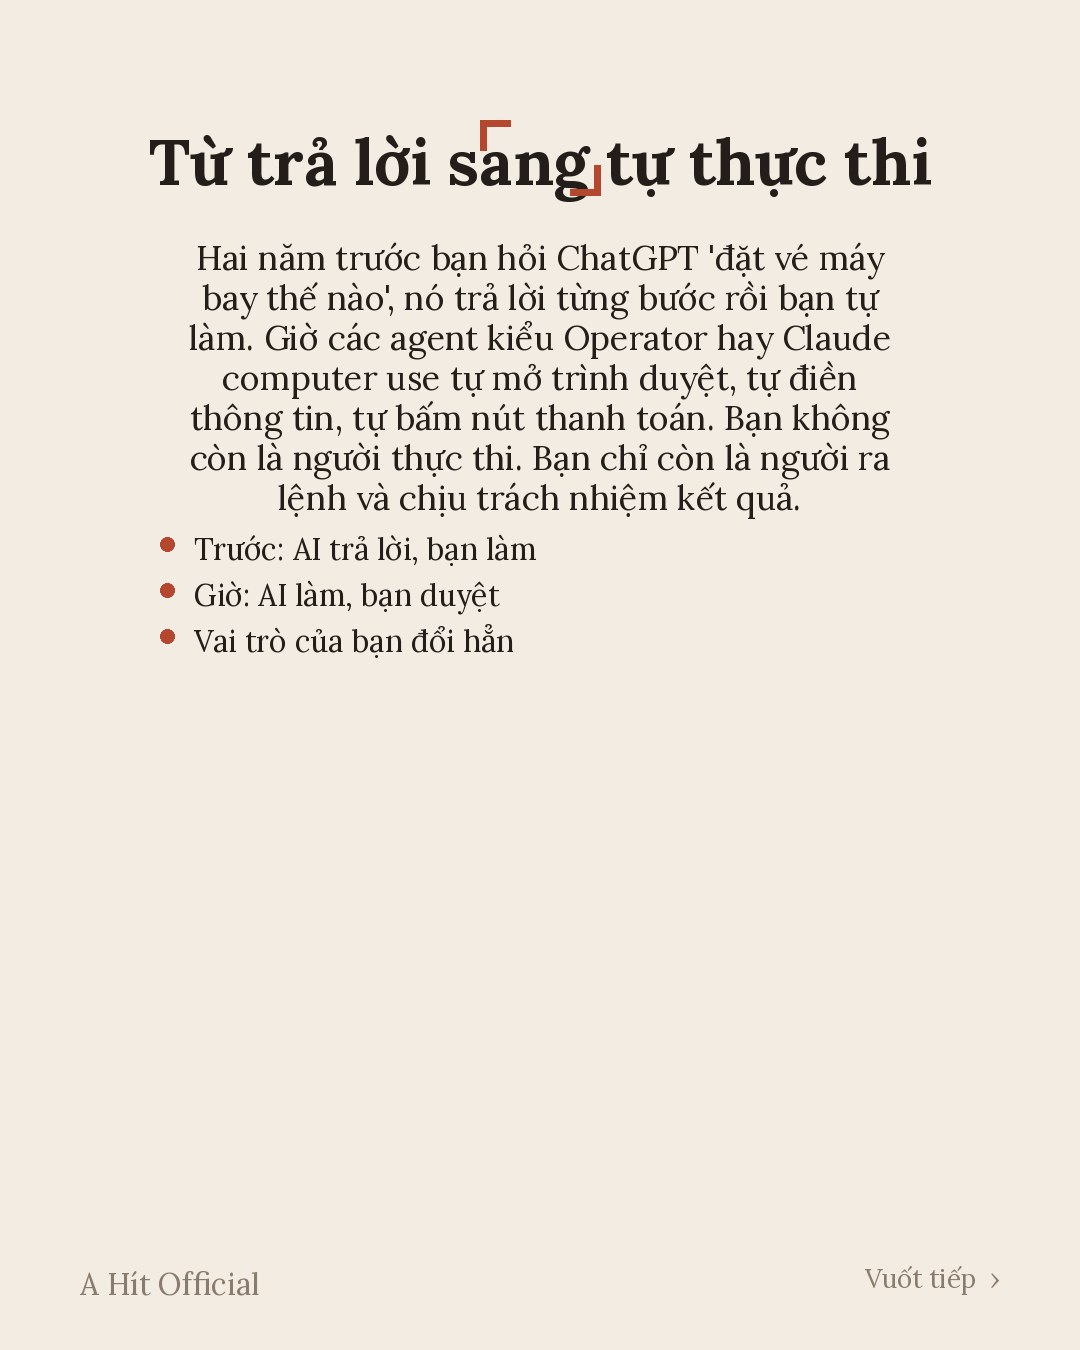 Từ trả lời sang tự thực thi
Hai năm trước bạn hỏi ChatGPT 'đặt vé máy
bay thế nào', nó trả lời từng bước rồi bạn tự
làm. Giờ các agent kiểu Operator hay Claude
computer use tự mở trình duyệt, tự điền
thông tin, tự bấm nút thanh toán. Bạn không
còn là người thực thi. Bạn chỉ còn là người ra
lệnh và chịu trách nhiệm kết quả.
Trước: AI trả lời, bạn làm
Giờ: AI làm, bạn duyệt
Vai trò của bạn đổi hẳn
A Hít Official
Vuốt tiếp ›